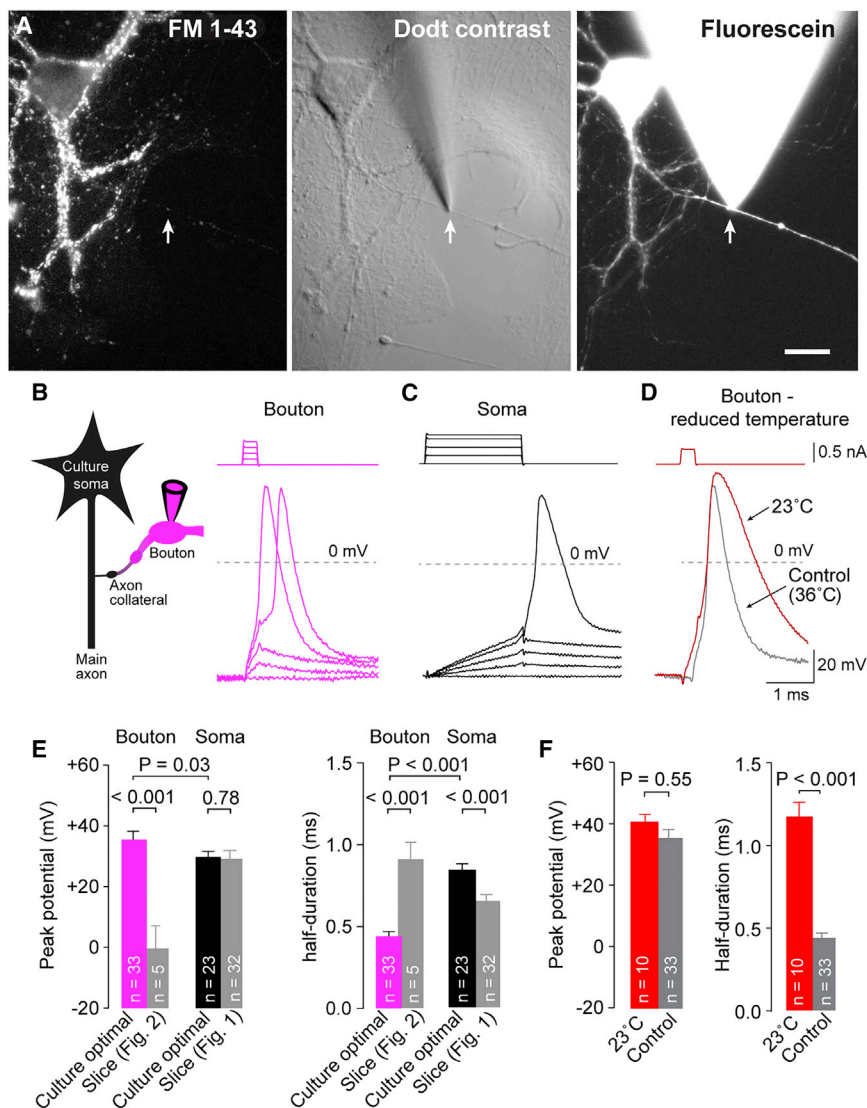 A
FM 1-43
Dodt contrast
Fluorescein
B
Bouton
Culture
soma
Bouton
Axon
collateral
Main
axon
0 mV
C
Soma
0 mV
D
Bouton -
reduced temperature
0.5 nA
23°C
0 mV
Control
(36°C)
20 mV
1 ms
E
Bouton
Soma
P = 0.03
< 0.001
0.78
Peak potential (mV)
+60
+40
+20
0
-20
n = 33
n = 5
n = 23
n = 32
Culture optimal
Slice (Fig. 2)
Culture optimal
Slice (Fig. 1)
Bouton
Soma
P < 0.001
< 0.001
< 0.001
half-duration (ms)
1.5
1.0
0.5
0.0
n = 33
n = 5
n = 23
n = 32
Culture optimal
Slice (Fig. 2)
Culture optimal
Slice (Fig. 1)
F
P = 0.55
Peak potential (mV)
+60
+40
+20
0
-20
n = 10
n = 33
23°C
Control
P < 0.001
Half-duration (ms)
1.5
1.0
0.5
0.0
n = 10
n = 33
23°C
Control